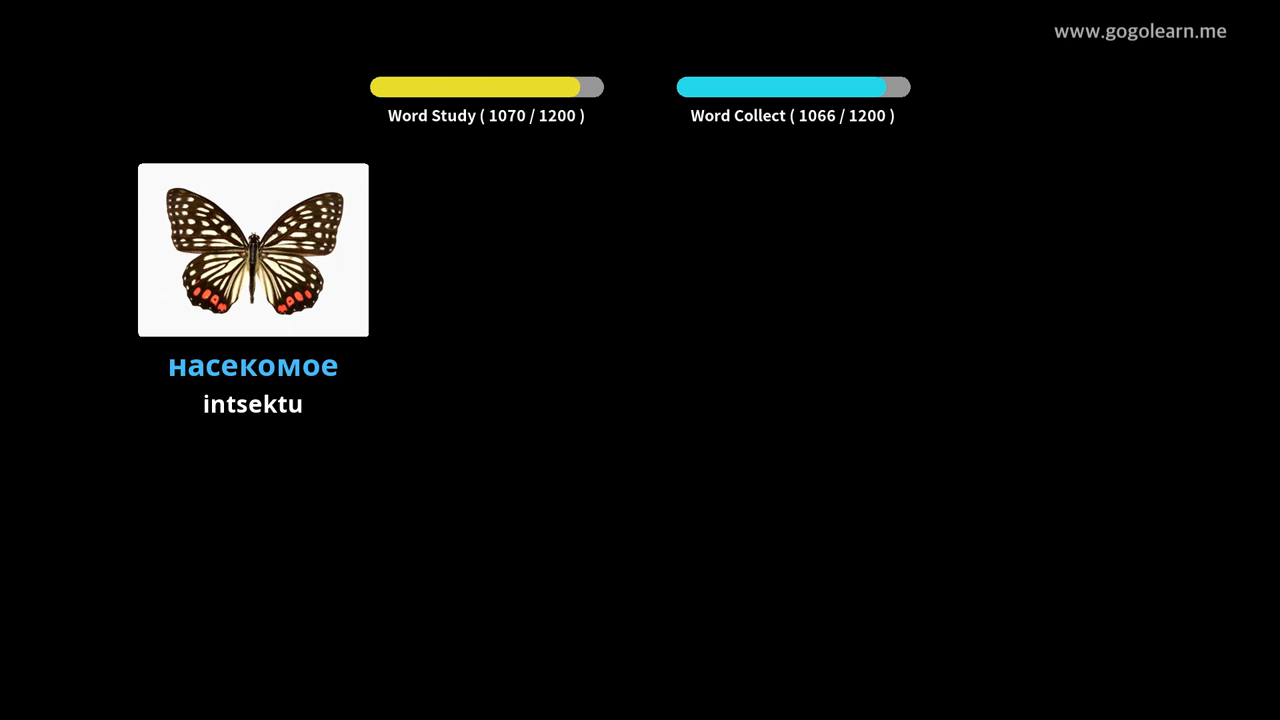 www.gogolearn.me
Word Study ( 1070 / 1200 )
Word Collect ( 1066 / 1200 )
насекомое
intsektu